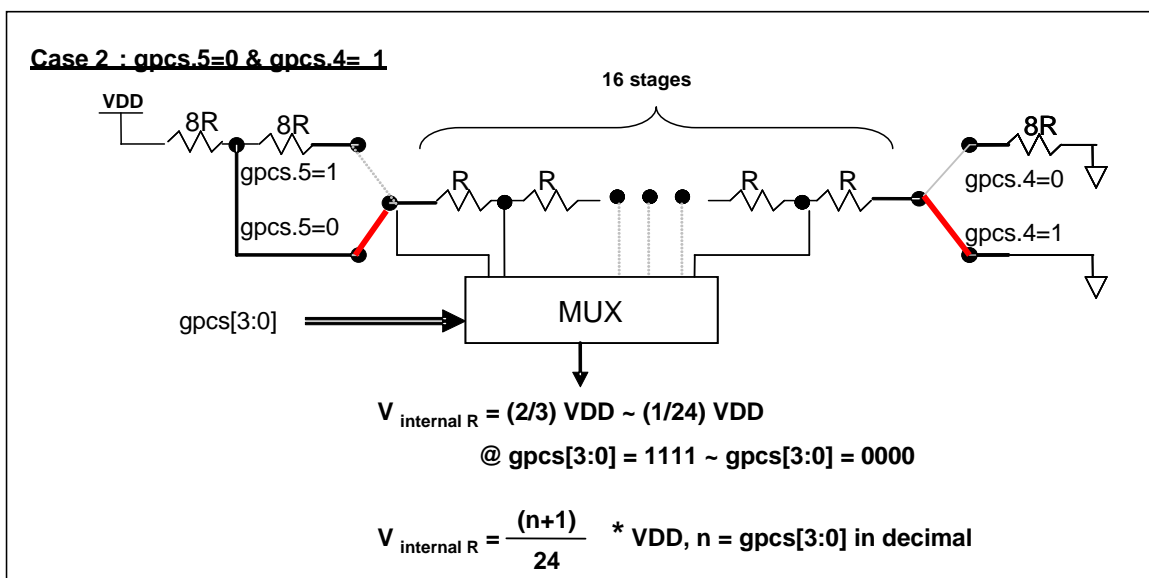 Case 2 : gpcs.5=0 & gpcs.4= 1
16 stages
VDD
8R
8R
8R
gpcs.5=1
R
R
R
R
gpcs.4=0
gpcs.5=0
gpcs.4=1
MUX
gpcs[3:0]
V internal R = (2/3) VDD ~ (1/24) VDD
@ gpcs[3:0] = 1111 ~ gpcs[3:0] = 0000
V internal R = (n+1) / 24 * VDD, n = gpcs[3:0] in decimal